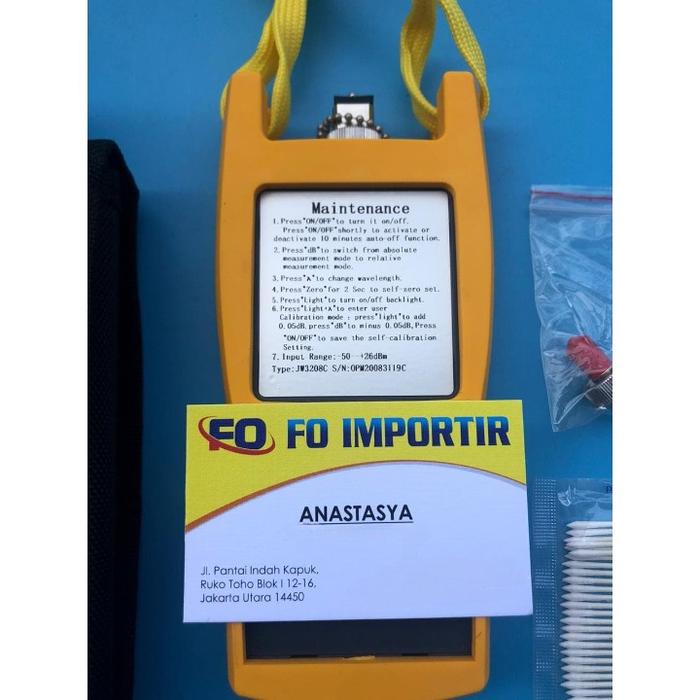 Maintenance
1.Press"ON/OFF"to turn it on/off.
Press"ON/OFF"shortly to activate or
deactivate 10 minutes auto-off function.
2.Press"dB"to switch from absolute
measurement mode to relative
measurement mode.
3.Press"λ"to change wavelength.
4.Press"Zero"for 2 Sec to self-zero set.
5.Press"Light"to turn on/off backlight.
6.Press"Light+λ"to enter user
Calibration mode : press"light"to add
0.05dB,press"dB"to minus 0.05dB,Press
"ON/OFF"to save the self-calibration
Setting.
7.Input Range:-50~+26dBm
Type:JW3208C S/N:OPM20083119C
FO FO IMPORTIR
ANASTASYA
Jl. Pantai Indah Kapuk,
Ruko Toho Blok I 12-16,
Jakarta Utara 14450